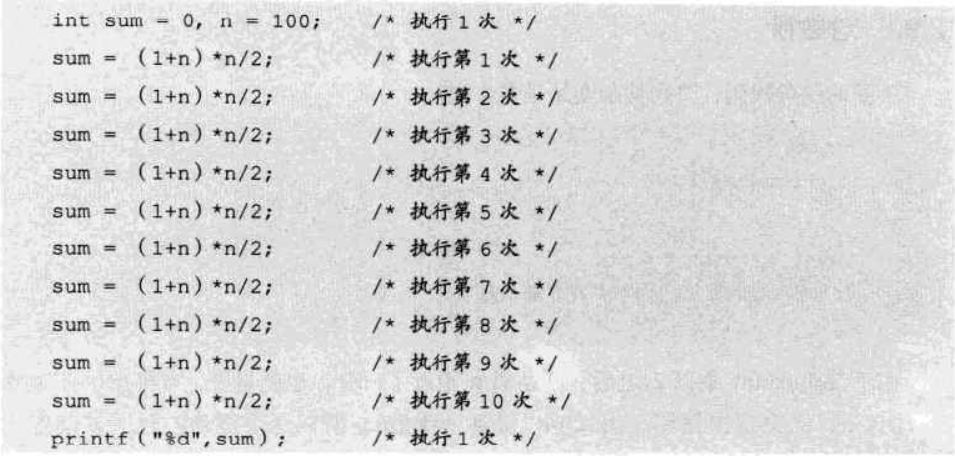 int sum = 0, n = 100; /* 执行1次 */
sum = (1+n)*n/2; /* 执行第1次 */
sum = (1+n)*n/2; /* 执行第2次 */
sum = (1+n)*n/2; /* 执行第3次 */
sum = (1+n)*n/2; /* 执行第4次 */
sum = (1+n)*n/2; /* 执行第5次 */
sum = (1+n)*n/2; /* 执行第6次 */
sum = (1+n)*n/2; /* 执行第7次 */
sum = (1+n)*n/2; /* 执行第8次 */
sum = (1+n)*n/2; /* 执行第9次 */
sum = (1+n)*n/2; /* 执行第10次 */
printf("%d",sum); /* 执行1次 */